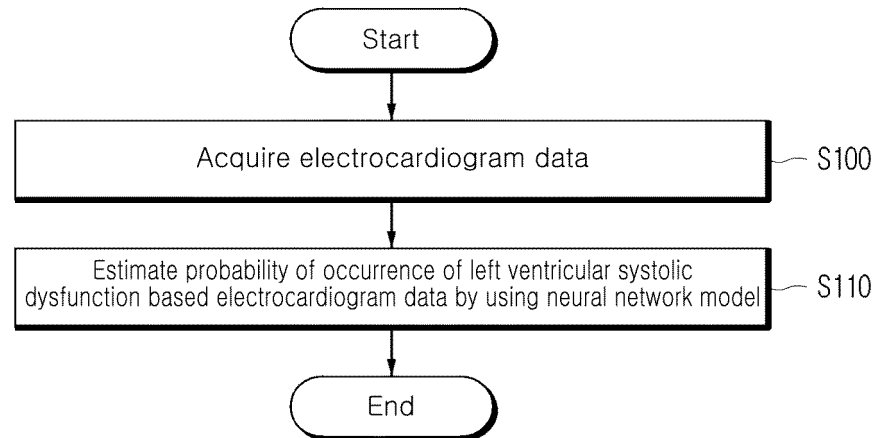 Start
Acquire electrocardiogram data
S100
Estimate probability of occurrence of left ventricular systolic
dysfunction based electrocardiogram data by using neural network model
S110
End